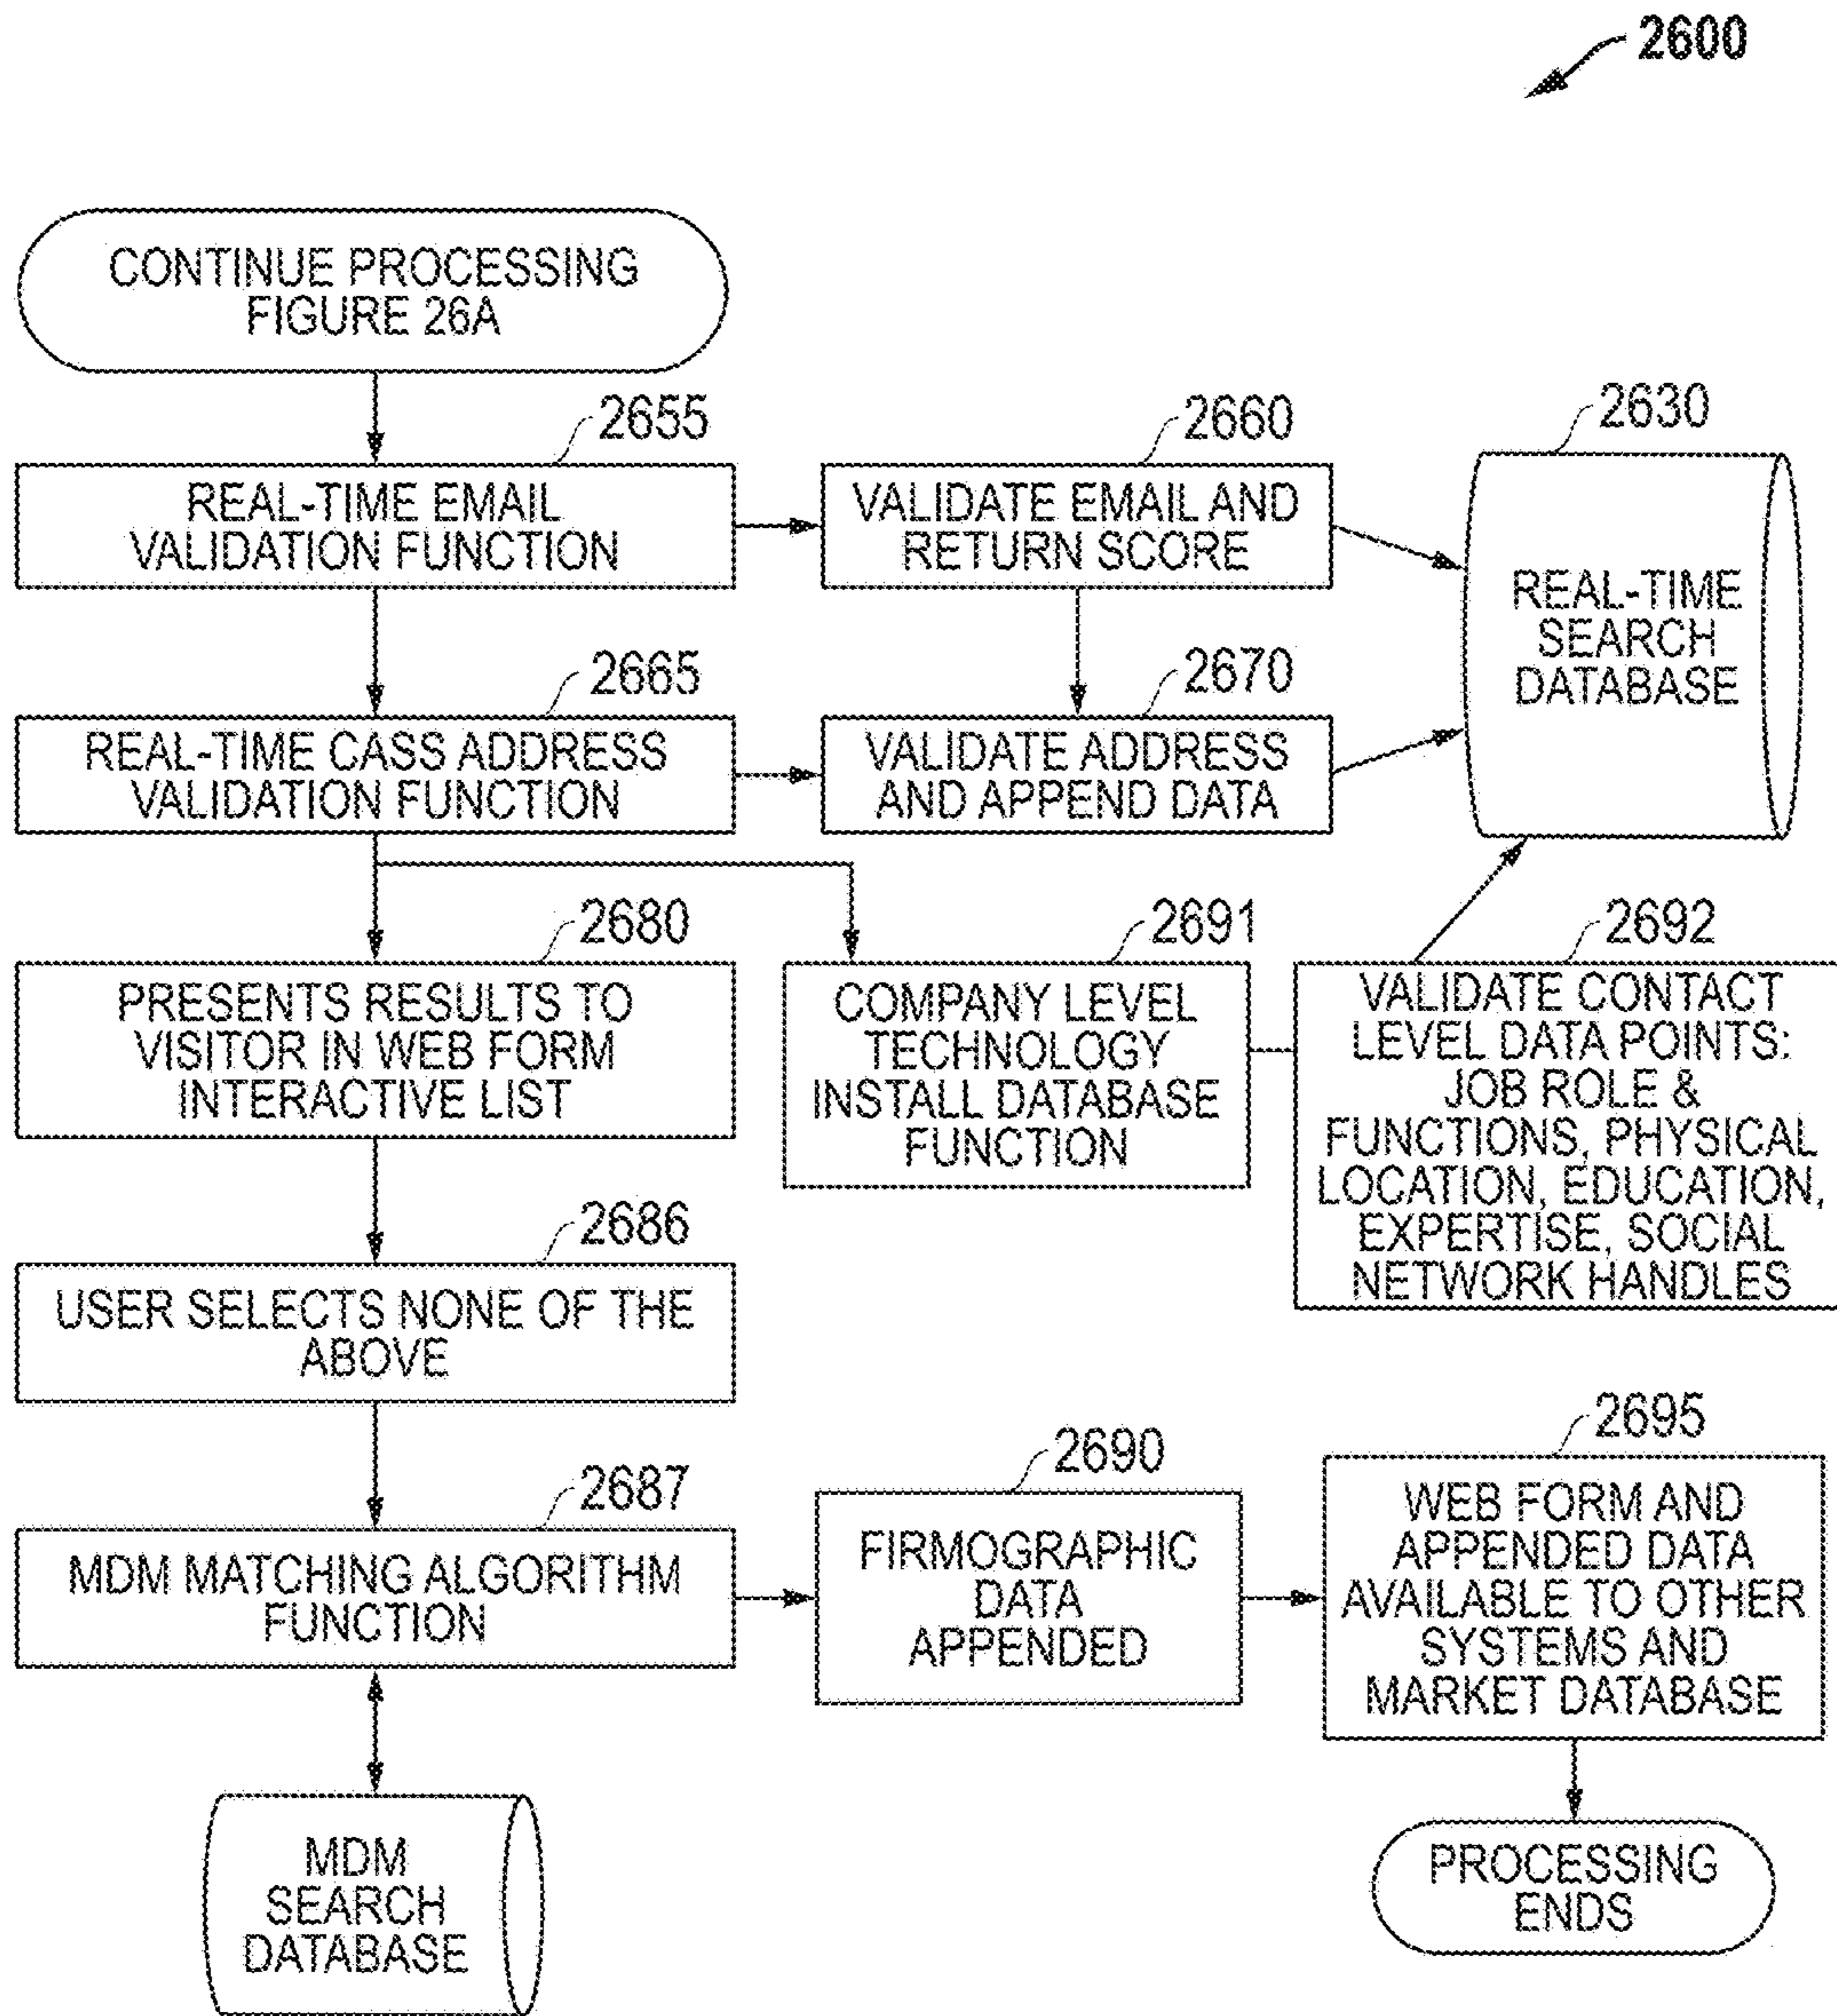 2600
CONTINUE PROCESSING
FIGURE 26A
2655
REAL-TIME EMAIL
VALIDATION FUNCTION
2660
VALIDATE EMAIL AND
RETURN SCORE
2630
REAL-TIME
SEARCH
DATABASE
2665
REAL-TIME CASS ADDRESS
VALIDATION FUNCTION
2670
VALIDATE ADDRESS
AND APPEND DATA
2680
PRESENTS RESULTS TO
VISITOR IN WEB FORM
INTERACTIVE LIST
2691
COMPANY LEVEL
TECHNOLOGY
INSTALL DATABASE
FUNCTION
2692
VALIDATE CONTACT
LEVEL DATA POINTS:
JOB ROLE &
FUNCTIONS, PHYSICAL
LOCATION, EDUCATION,
EXPERTISE, SOCIAL
NETWORK HANDLES
2686
USER SELECTS NONE OF THE
ABOVE
2687
MDM MATCHING ALGORITHM
FUNCTION
2690
FIRMOGRAPHIC
DATA
APPENDED
2695
WEB FORM AND
APPENDED DATA
AVAILABLE TO OTHER
SYSTEMS AND
MARKET DATABASE
MDM
SEARCH
DATABASE
PROCESSING
ENDS